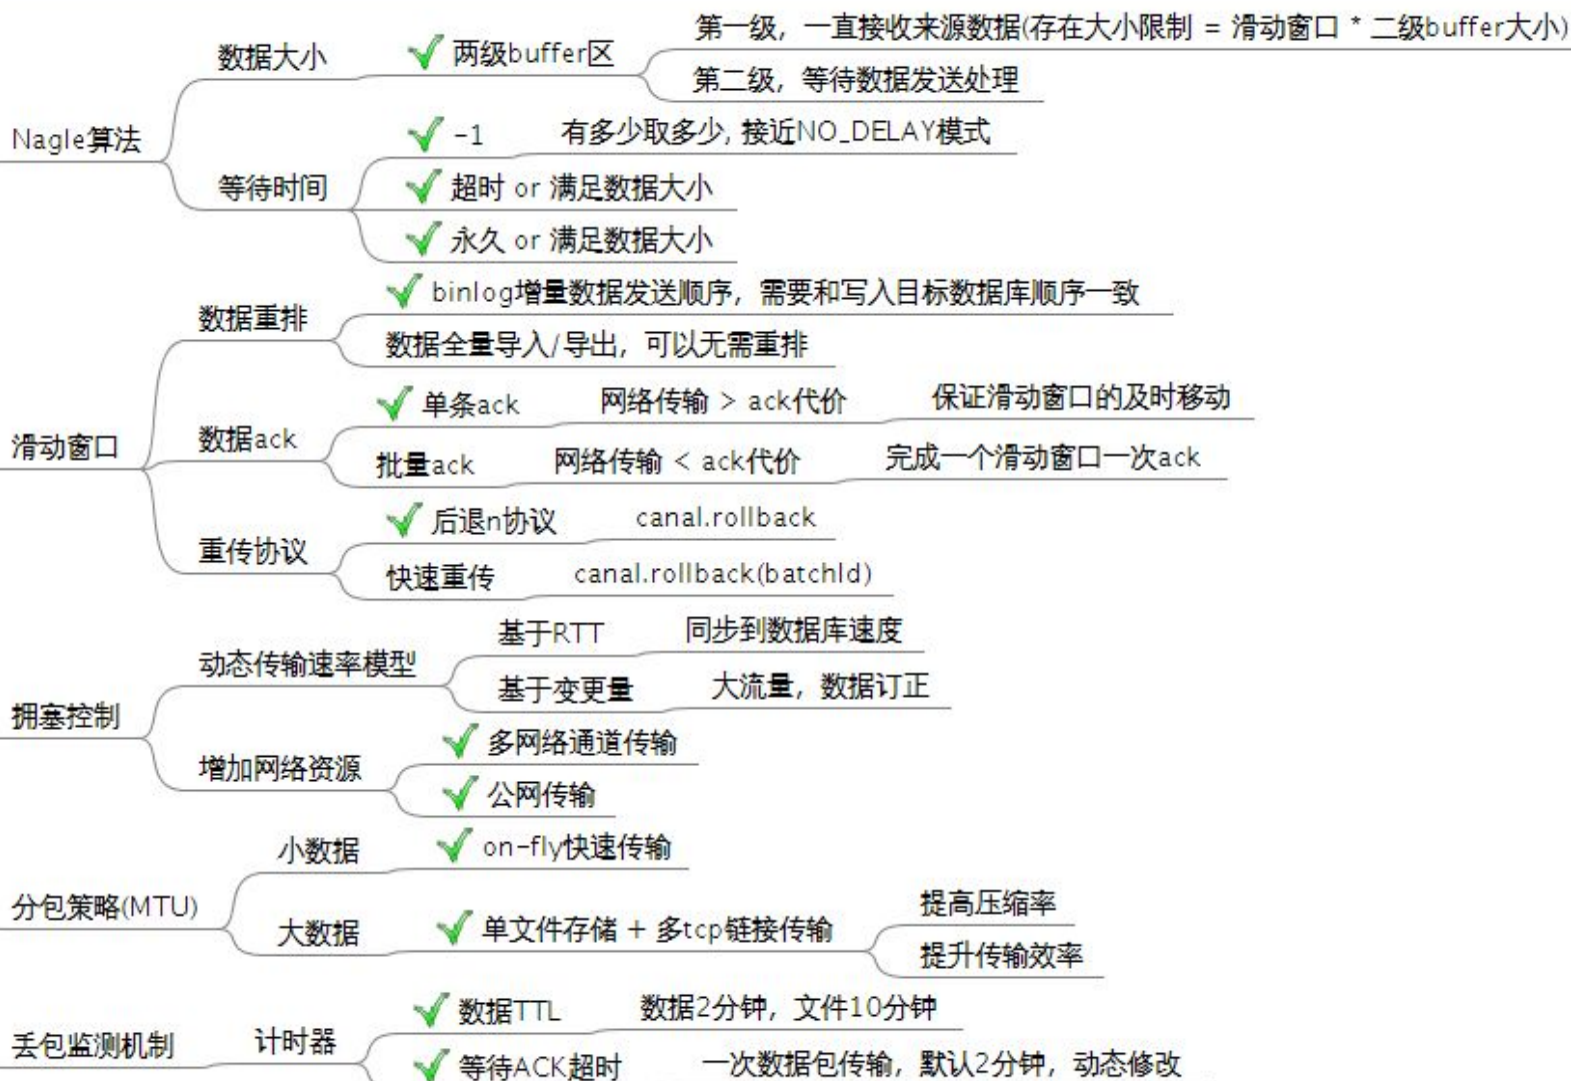 Nagle算法
数据大小
两级buffer区
第一级，一直接收来源数据(存在大小限制 = 滑动窗口 * 二级buffer大小)
第二级，等待数据发送处理
等待时间
-1
有多少取多少, 接近NO_DELAY模式
超时 or 满足数据大小
永久 or 满足数据大小
滑动窗口
数据重排
binlog增量数据发送顺序，需要和写入目标数据库顺序一致
数据全量导入/导出，可以无需重排
数据ack
单条ack
网络传输 > ack代价
保证滑动窗口的及时移动
批量ack
网络传输 < ack代价
完成一个滑动窗口一次ack
重传协议
后退n协议
canal.rollback
快速重传
canal.rollback(batchId)
拥塞控制
动态传输速率模型
基于RTT
同步到数据库速度
基于变更量
大流量，数据订正
增加网络资源
多网络通道传输
公网传输
分包策略(MTU)
小数据
on-fly快速传输
大数据
单文件存储 + 多tcp链接传输
提高压缩率
提升传输效率
丢包监测机制
计时器
数据TTL
数据2分钟，文件10分钟
等待ACK超时
一次数据包传输，默认2分钟，动态修改